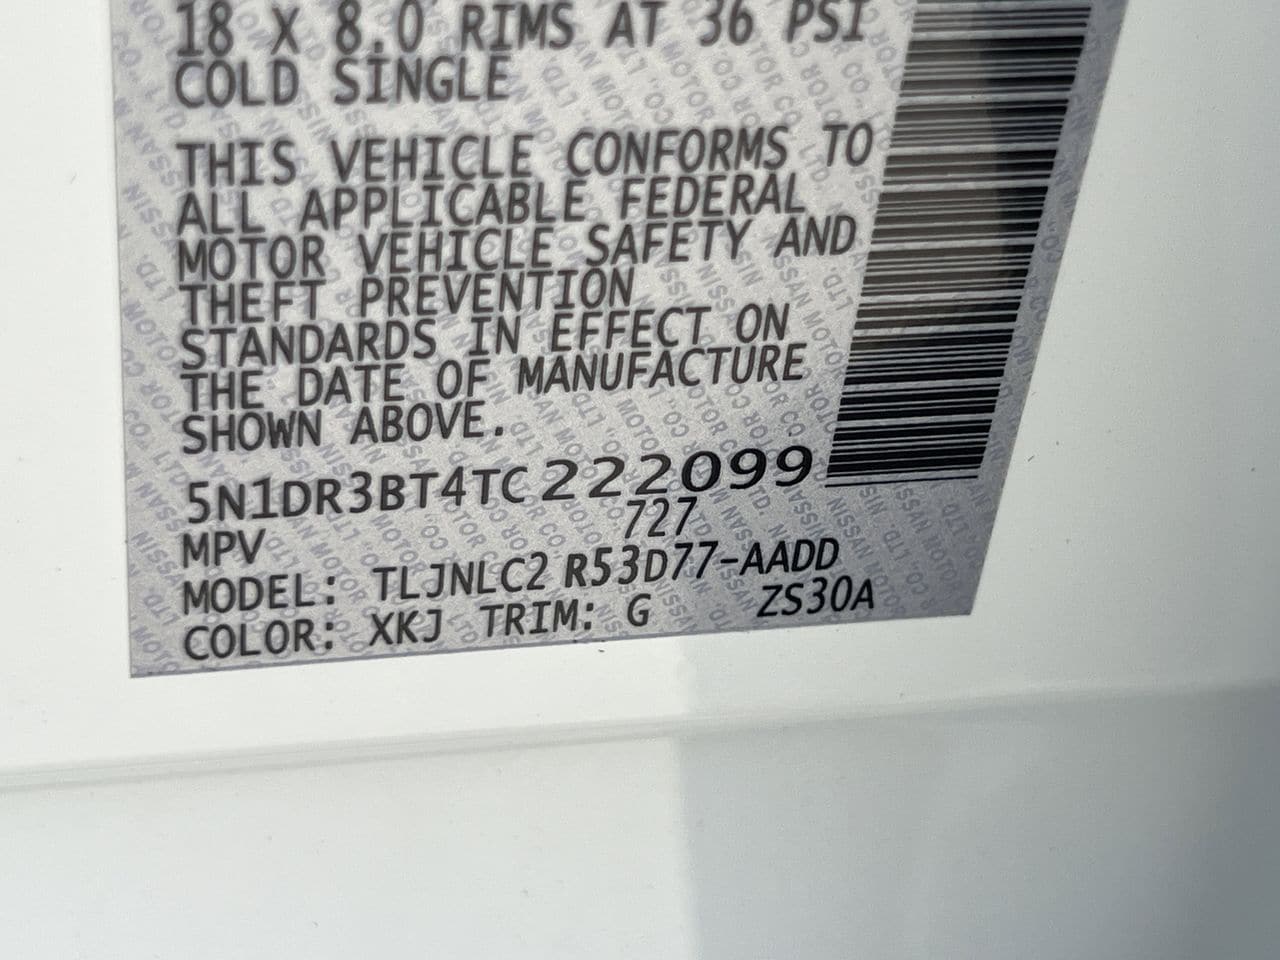 18 X 8.0 RIMS AT 36 PSI
COLD SINGLE
THIS VEHICLE CONFORMS TO
ALL APPLICABLE FEDERAL
MOTOR VEHICLE SAFETY AND
THEFT PREVENTION
STANDARDS IN EFFECT ON
THE DATE OF MANUFACTURE
SHOWN ABOVE.
5N1DR3BT4TC222099
MPV 727
MODEL: TLJNLC2 R53D77-AADD
COLOR: XKJ TRIM: G ZS30A